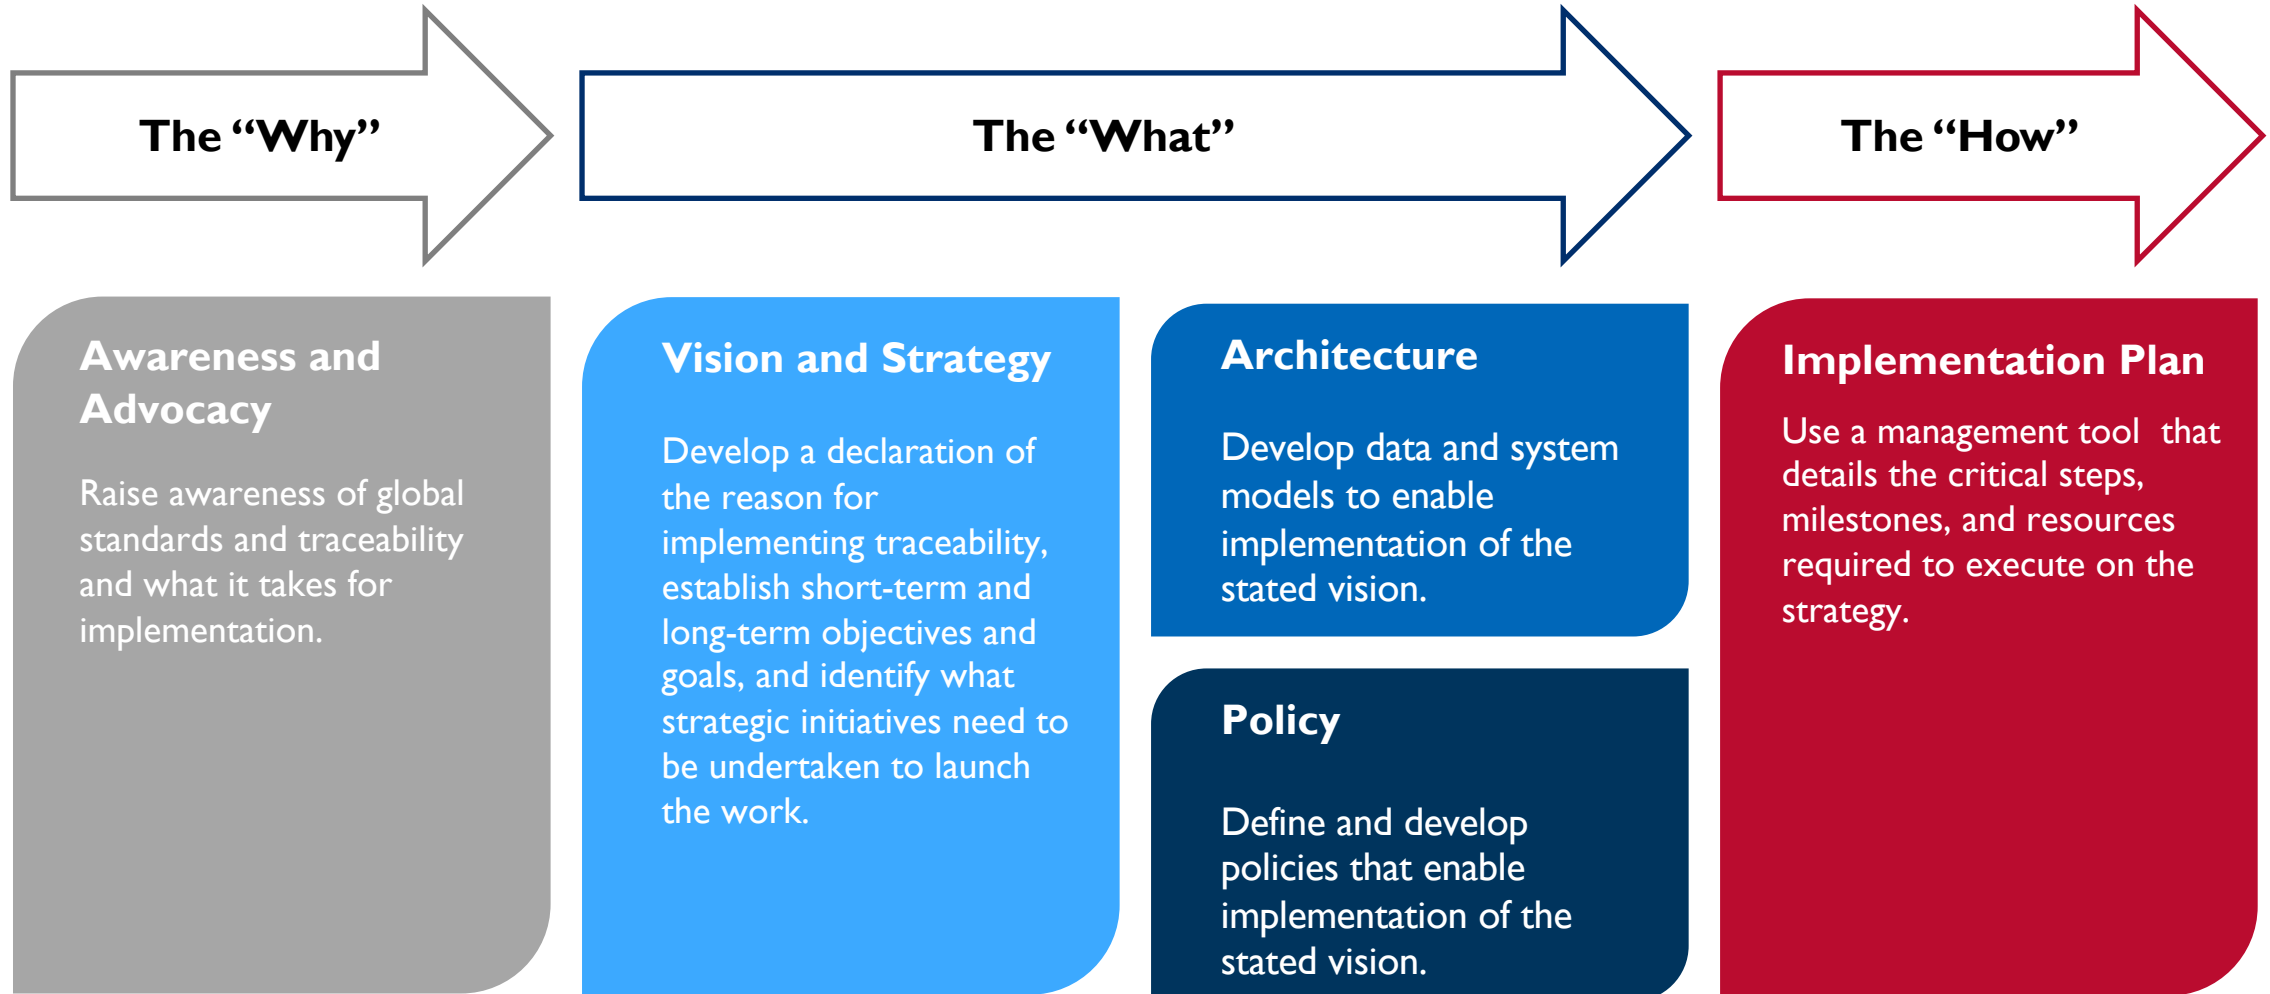 The “Why”
The “What”
The “How”
Awareness and
Advocacy
Raise awareness of global
standards and traceability
and what it takes for
implementation.
Vision and Strategy
Develop a declaration of
the reason for
implementing traceability,
establish short-term and
long-term objectives and
goals, and identify what
strategic initiatives need to
be undertaken to launch
the work.
Architecture
Develop data and system
models to enable
implementation of the
stated vision.
Policy
Define and develop
policies that enable
implementation of the
stated vision.
Implementation Plan
Use a management tool  that
details the critical steps,
milestones, and resources
required to execute on the
strategy.